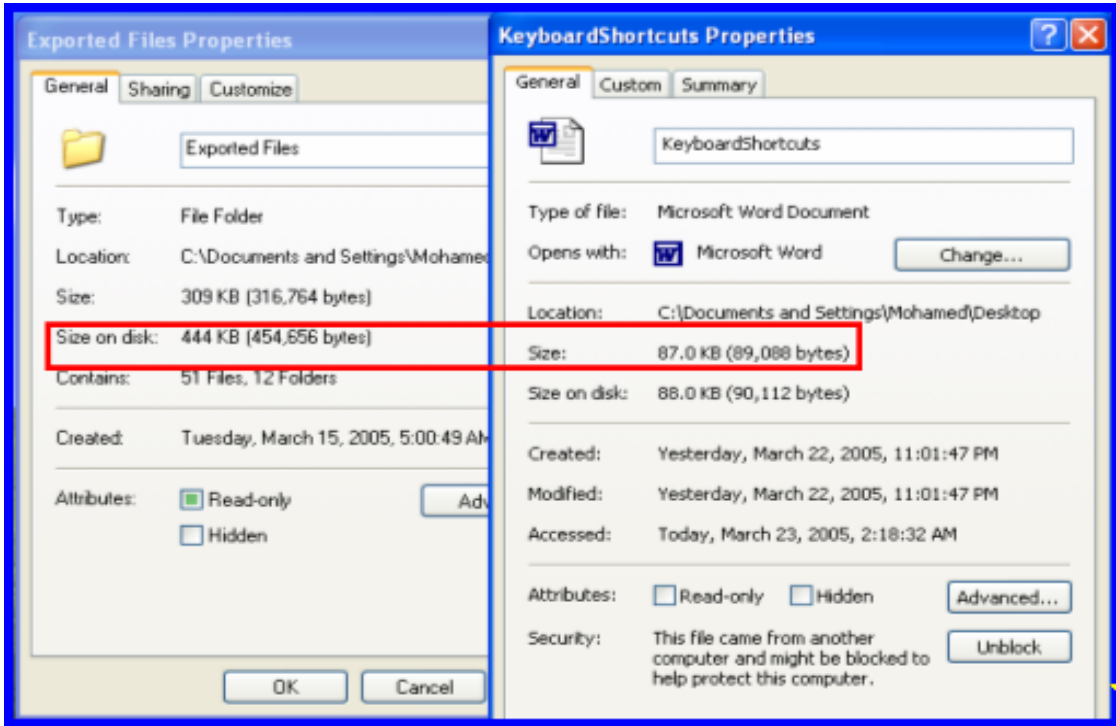 Exported Files Properties
General Sharing Customize
Exported Files
Type: File Folder
Location: C:\Documents and Settings\Mohamed
Size: 309 KB (316,764 bytes)
Size on disk: 444 KB (454,656 bytes)
Contains: 51 Files, 12 Folders
Created: Tuesday, March 15, 2005, 5:00:49 AM
Attributes: Read-only
Adv
Hidden
OK Cancel
KeyboardShortcuts Properties
General Custom Summary
KeyboardShortcuts
Type of file: Microsoft Word Document
Opens with: Microsoft Word Change...
Location: C:\Documents and Settings\Mohamed\Desktop
Size: 87.0 KB (89,088 bytes)
Size on disk: 88.0 KB (90,112 bytes)
Created: Yesterday, March 22, 2005, 11:01:47 PM
Modified: Yesterday, March 22, 2005, 11:01:47 PM
Accessed: Today, March 23, 2005, 2:18:32 AM
Attributes: Read-only Hidden Advanced...
Security: This file came from another
computer and might be blocked to
help protect this computer.
Unblock